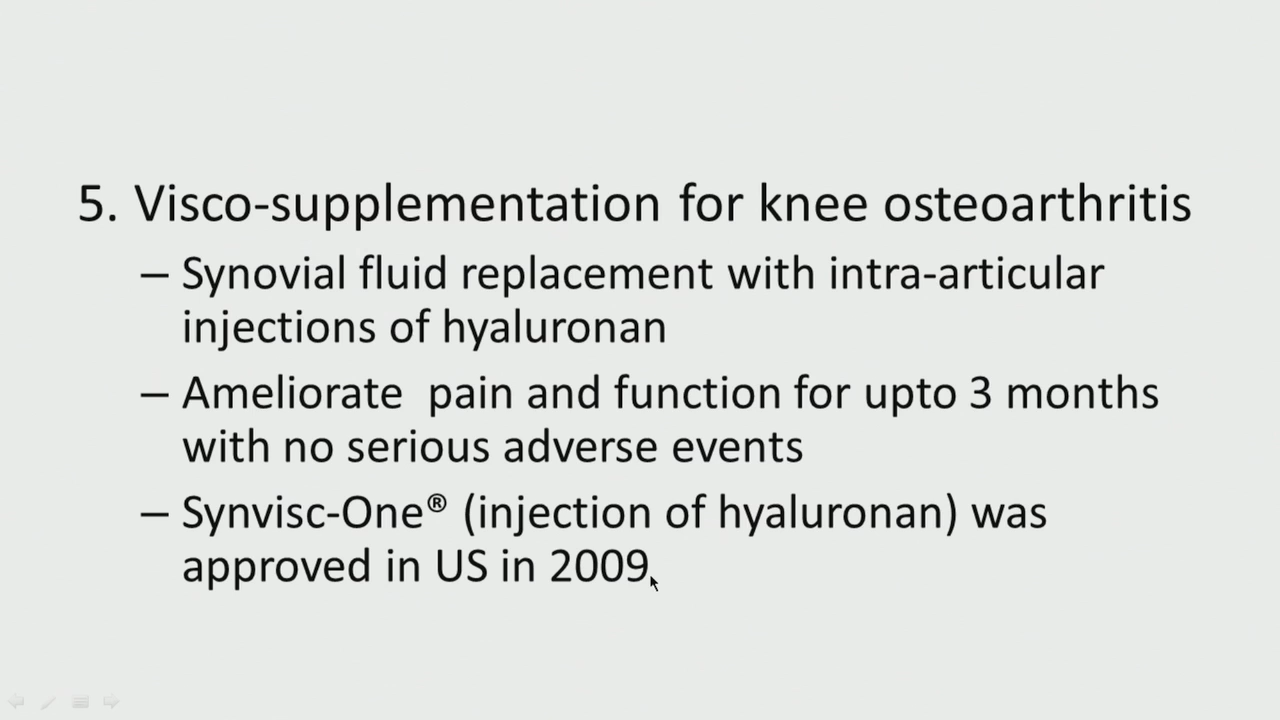 5. Visco-supplementation for knee osteoarthritis
– Synovial fluid replacement with intra-articular
injections of hyaluronan
– Ameliorate  pain and function for upto 3 months
with no serious adverse events
– Synvisc-One® (injection of hyaluronan) was
approved in US in 2009